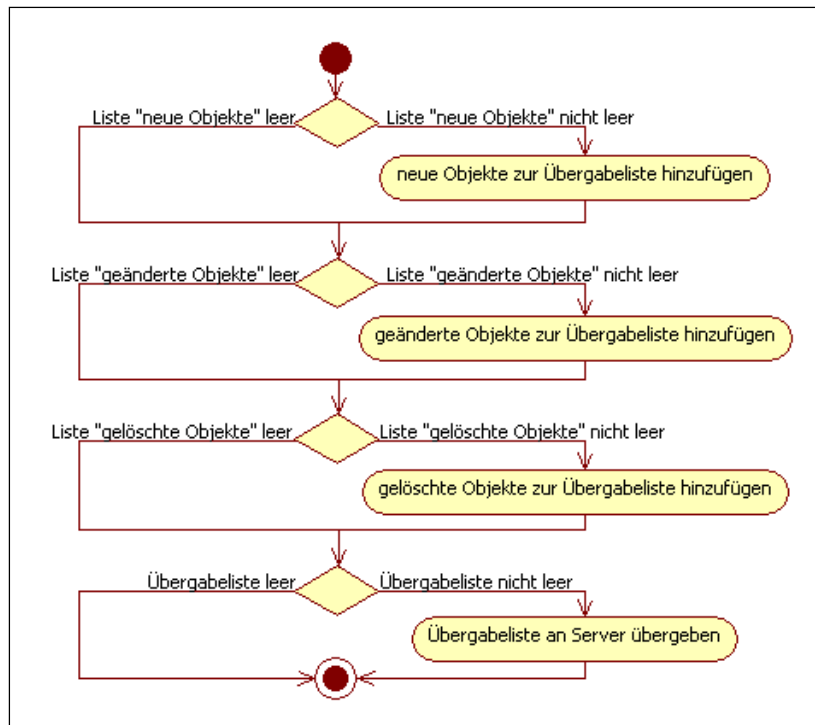 Liste "neue Objekte" leer
Liste "neue Objekte" nicht leer
neue Objekte zur Übergabeliste hinzufügen
Liste "geänderte Objekte" leer
Liste "geänderte Objekte" nicht leer
geänderte Objekte zur Übergabeliste hinzufügen
Liste "gelöschte Objekte" leer
Liste "gelöschte Objekte" nicht leer
gelöschte Objekte zur Übergabeliste hinzufügen
Übergabeliste leer
Übergabeliste nicht leer
Übergabeliste an Server übergeben